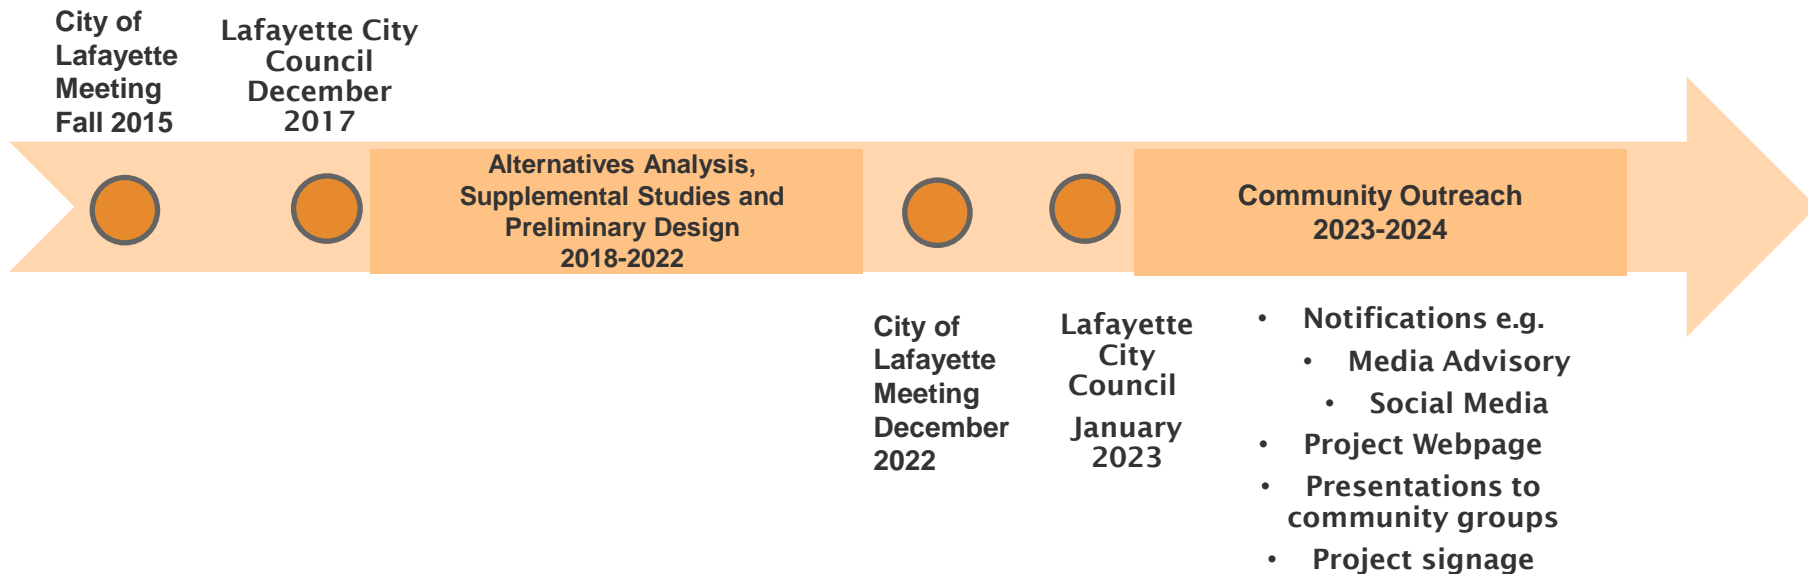 City of
Lafayette
Meeting
Fall 2015
Lafayette City
Council
December
2017
Alternatives Analysis,
Supplemental Studies and
Preliminary Design
2018-2022
Community Outreach
2023-2024
City of
Lafayette
Meeting
December
2022
Lafayette
City
Council
January
2023
• Notifications e.g.
• Media Advisory
• Social Media
• Project Webpage
• Presentations to
community groups
• Project signage